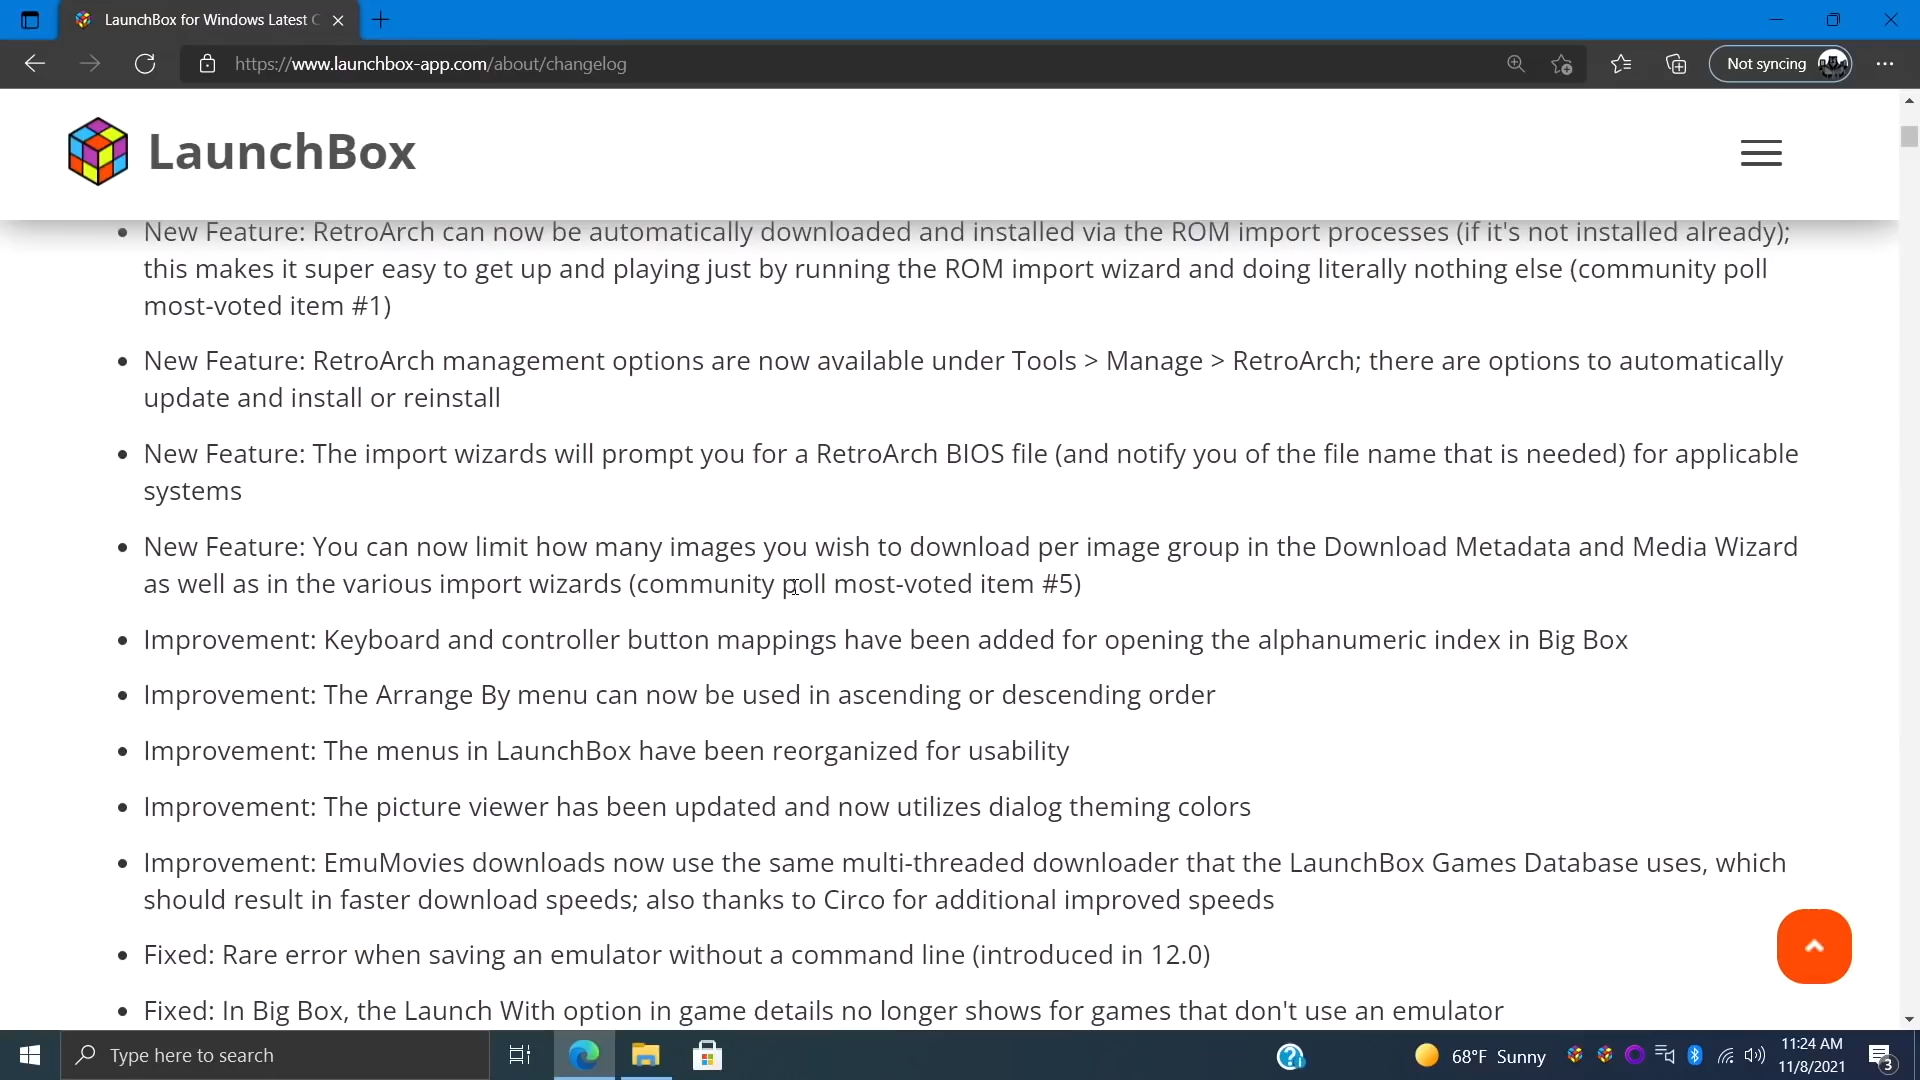 LaunchBox for Windows Latest C
https://www.launchbox-app.com/about/changelog
Not syncing
LaunchBox
• New Feature: RetroArch can now be automatically downloaded and installed via the ROM import processes (if it's not installed already);
this makes it super easy to get up and playing just by running the ROM import wizard and doing literally nothing else (community poll
most-voted item #1)
• New Feature: RetroArch management options are now available under Tools > Manage > RetroArch; there are options to automatically
update and install or reinstall
• New Feature: The import wizards will prompt you for a RetroArch BIOS file (and notify you of the file name that is needed) for applicable
systems
• New Feature: You can now limit how many images you wish to download per image group in the Download Metadata and Media Wizard
as well as in the various import wizards (community poll most-voted item #5)
• Improvement: Keyboard and controller button mappings have been added for opening the alphanumeric index in Big Box
• Improvement: The Arrange By menu can now be used in ascending or descending order
• Improvement: The menus in LaunchBox have been reorganized for usability
• Improvement: The picture viewer has been updated and now utilizes dialog theming colors
• Improvement: EmuMovies downloads now use the same multi-threaded downloader that the LaunchBox Games Database uses, which
should result in faster download speeds; also thanks to Circo for additional improved speeds
• Fixed: Rare error when saving an emulator without a command line (introduced in 12.0)
• Fixed: In Big Box, the Launch With option in game details no longer shows for games that don't use an emulator
Type here to search
68°F Sunny
11:24 AM
11/8/2021
3